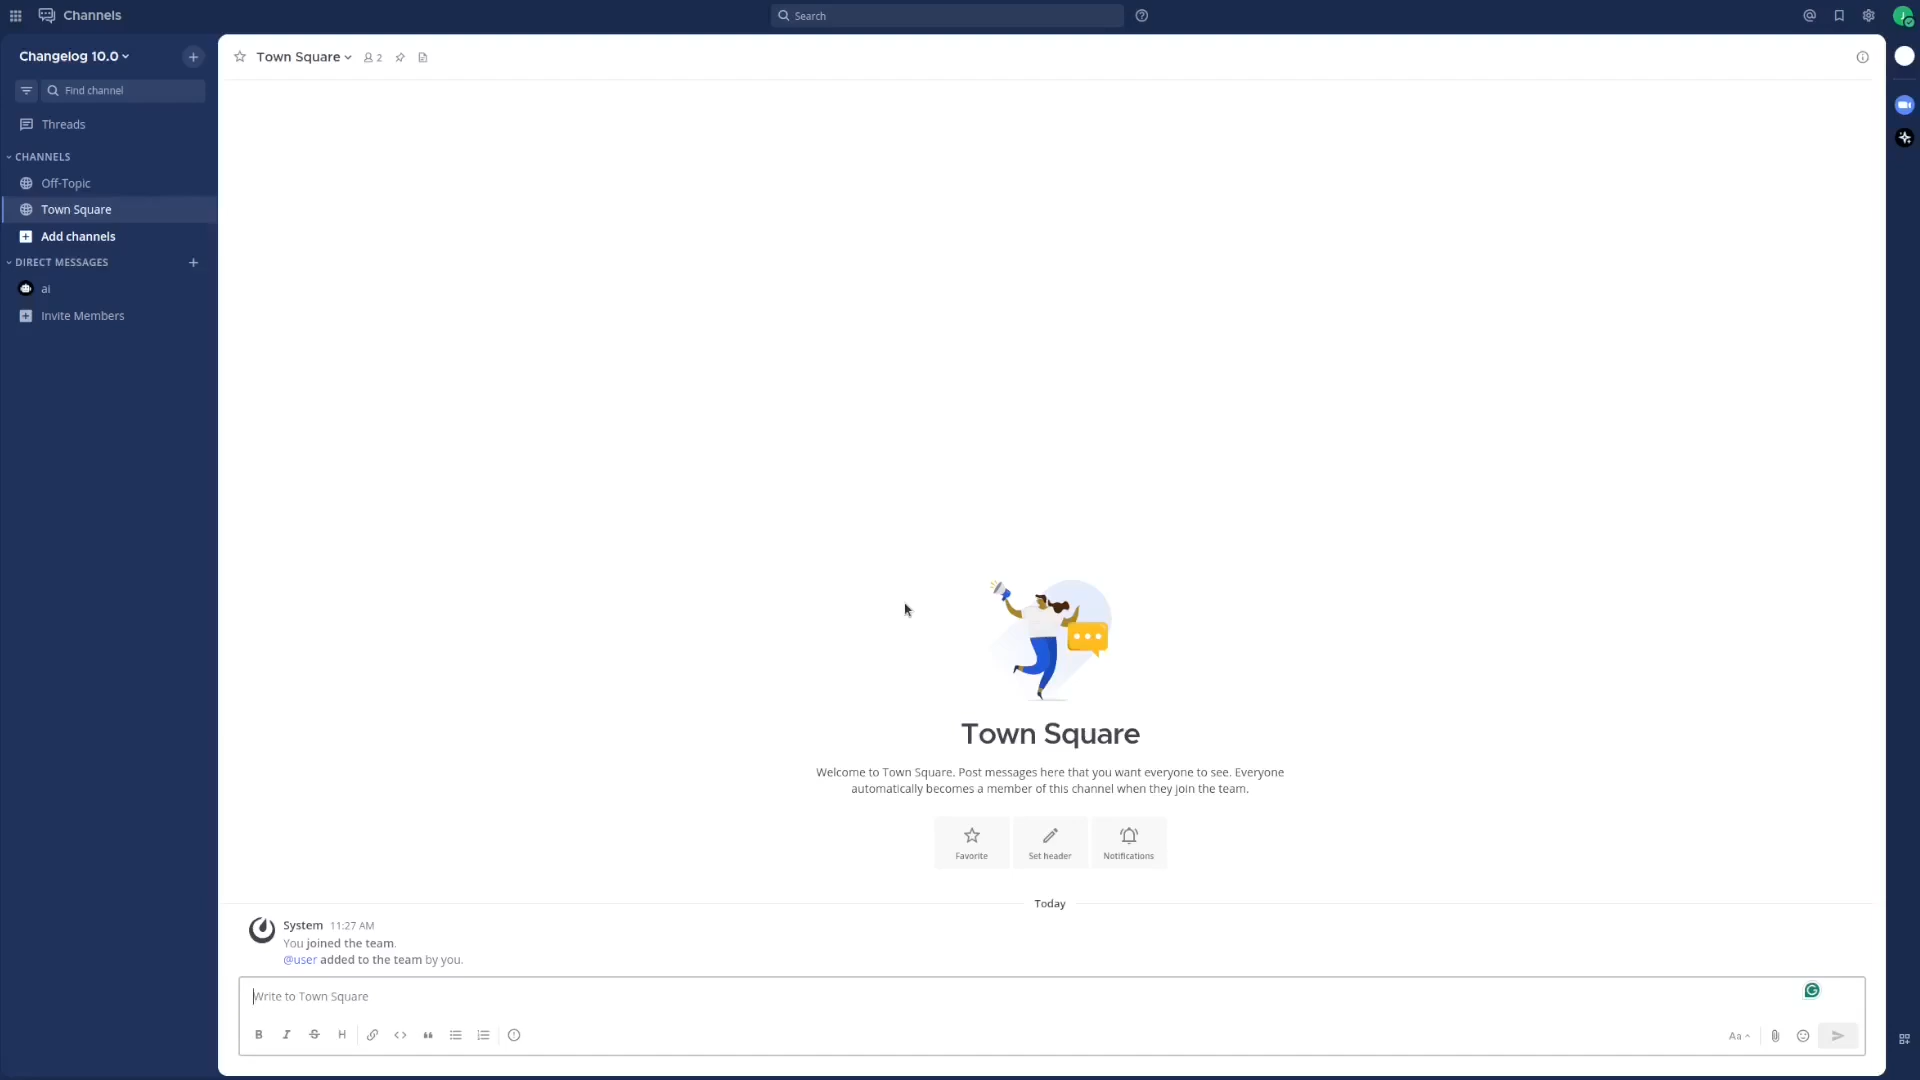 Channels
Search
Changelog 10.0
Find channel
Threads
CHANNELS
Off-Topic
Town Square
Add channels
DIRECT MESSAGES
ai
Invite Members
Town Square
2
Town Square
Welcome to Town Square. Post messages here that you want everyone to see. Everyone
automatically becomes a member of this channel when they join the team.
Favorite
Set header
Notifications
Today
System 11:27 AM
You joined the team.
@user added to the team by you.
Write to Town Square
B I S H
Aa
J